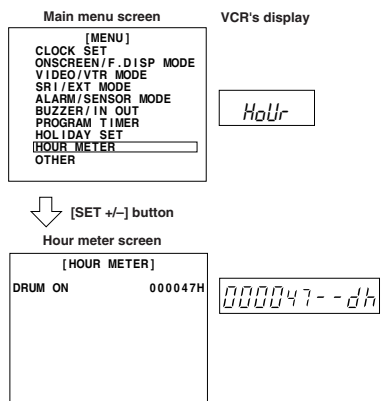 Main menu screen VCR's display
[MENU]
CLOCK SET
ONSCREEN/F.DISP MODE
VIDEO/VTR MODE
SRI/EXT MODE
ALARM/SENSOR MODE
BUZZER/IN OUT
PROGRAM TIMER
HOLIDAY SET
HOUR METER
OTHER
HoUr
[SET +/–] button
Hour meter screen
[HOUR METER]
DRUM ON 000047H
000047--dh